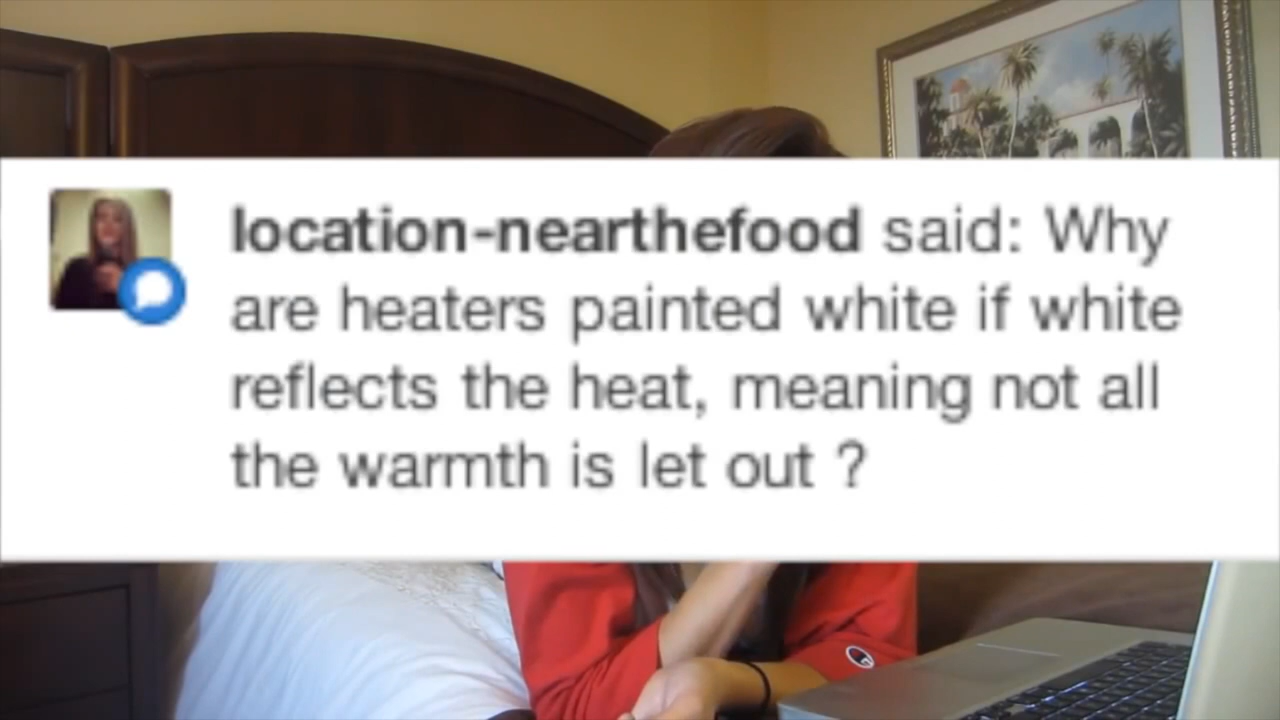 location-nearthefood said: Why
are heaters painted white if white
reflects the heat, meaning not all
the warmth is let out ?